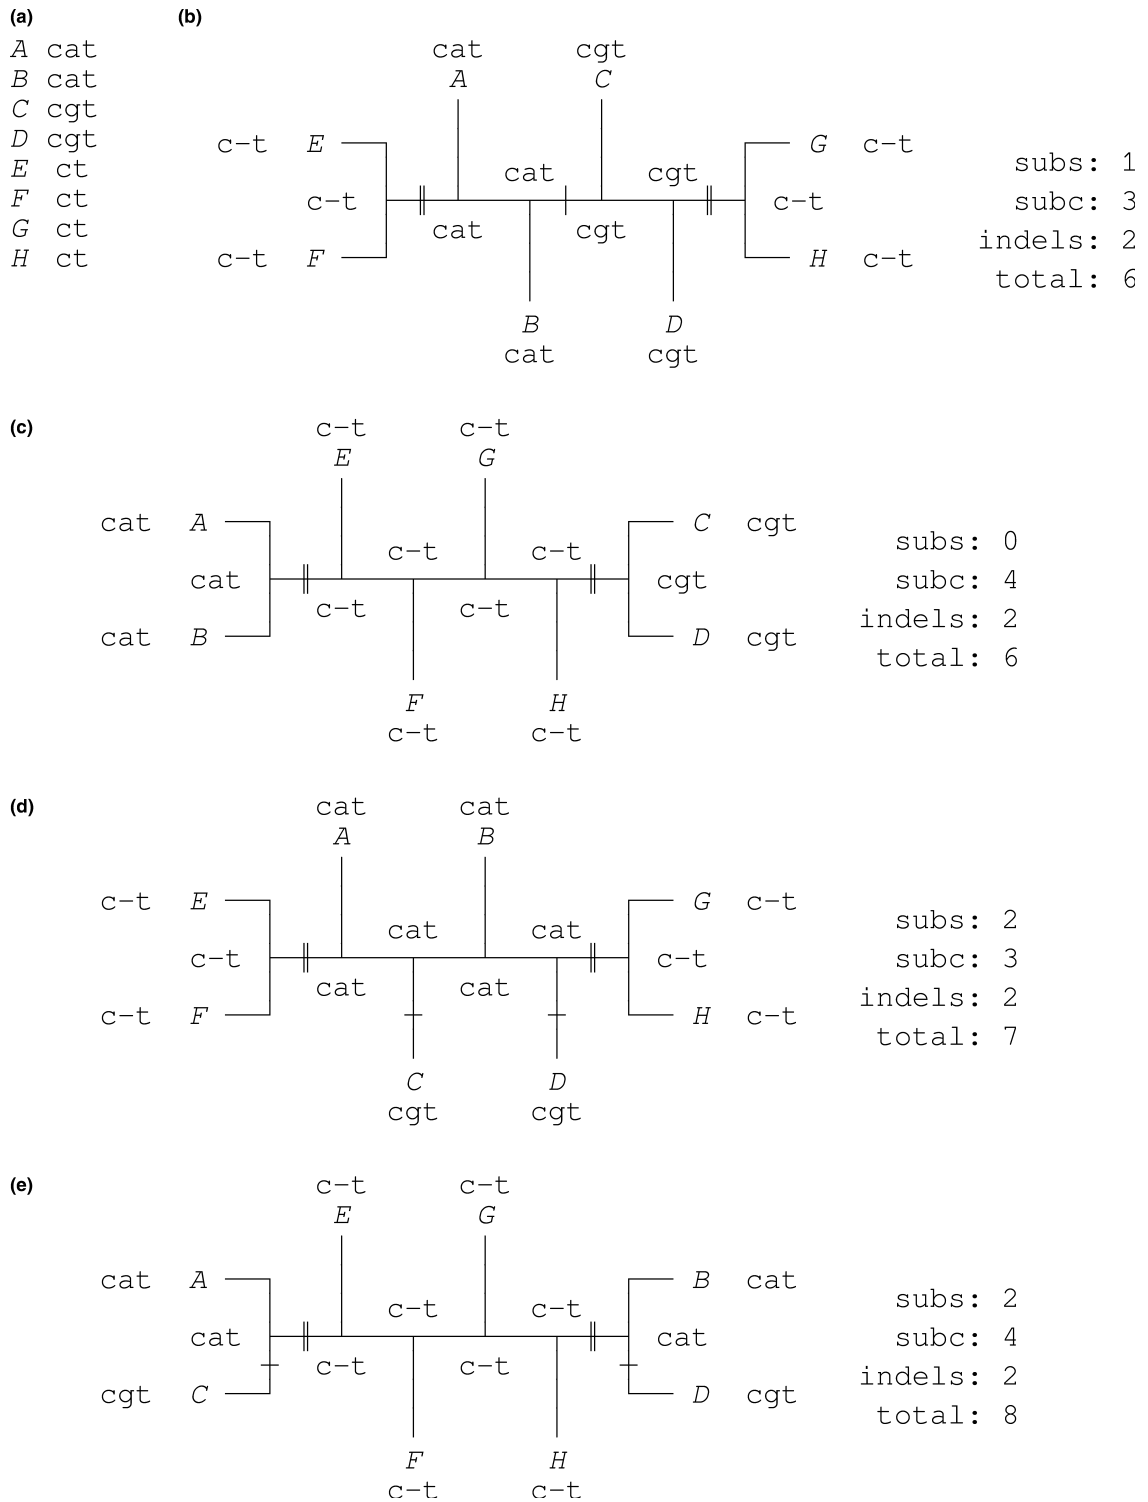 (a)
A cat
B cat
C cgt
D cgt
E ct
F ct
G ct
H ct
(b)
cat cgt
A C
c–t E G c–t
cat cgt
c–t c–t
cat cgt
c–t F H c–t
B D
cat cgt
subs: 1
subc: 3
indels: 2
total: 6
(c)
c–t c–t
E G
cat A C cgt
c–t c–t
cat cgt
c–t c–t
cat B D cgt
F H
c–t c–t
subs: 0
subc: 4
indels: 2
total: 6
(d)
cat cat
A B
c–t E G c–t
cat cat
c–t c–t
cat cat
c–t F H c–t
C D
cgt cgt
subs: 2
subc: 3
indels: 2
total: 7
(e)
c–t c–t
E G
cat A B cat
c–t c–t
cat cat
c–t c–t
cgt C D cgt
F H
c–t c–t
subs: 2
subc: 4
indels: 2
total: 8